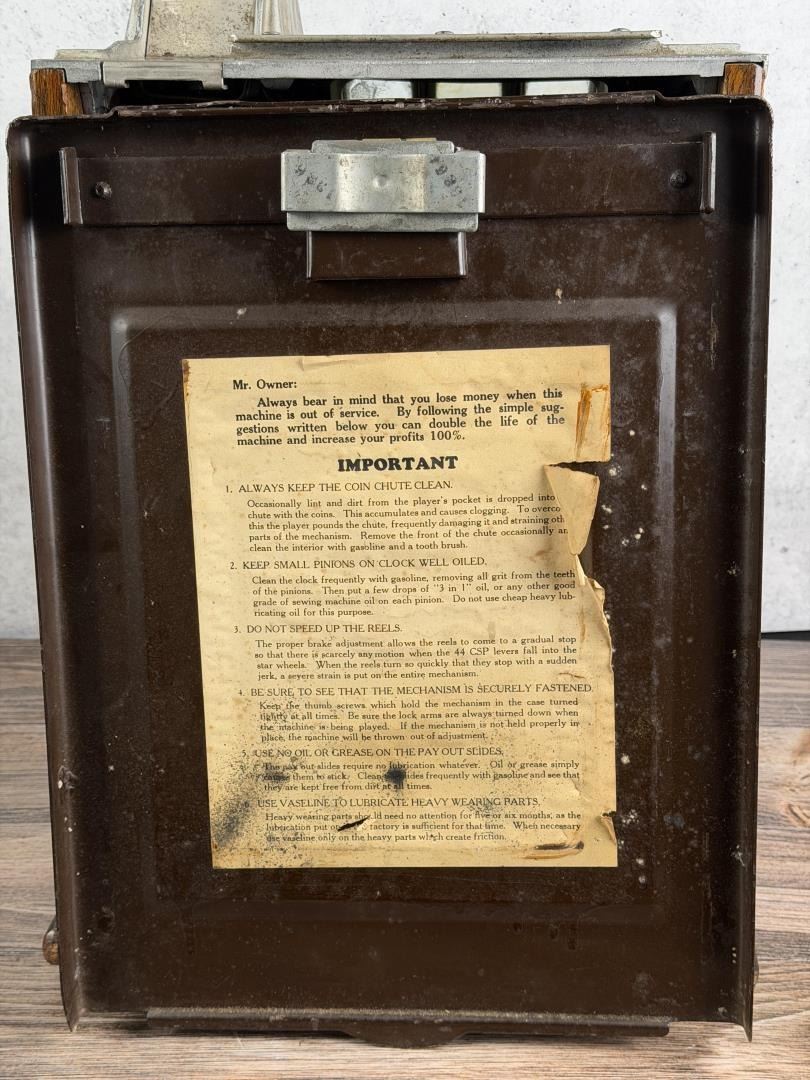 Mr. Owner:
Always bear in mind that you lose money when this
machine is out of service. By following the simple sug-
gestions written below you can double the life of the
machine and increase your profits 100%.
IMPORTANT
1. ALWAYS KEEP THE COIN CHUTE CLEAN.
Occasionally lint and dirt from the player's pocket is dropped into
chute with the coins. This accumulates and causes clogging. To overco
this the player pounds the chute, frequently damaging it and straining oth
parts of the mechanism. Remove the front of the chute occasionally an
clean the interior with gasoline and a tooth brush.
2. KEEP SMALL PINIONS ON CLOCK WELL OILED.
Clean the clock frequently with gasoline, removing all grit from the teeth
of the pinions. Then put a few drops of "3 in 1" oil, or any other good
grade of sewing machine oil on each pinion. Do not use cheap heavy lub-
ricating oil for this purpose.
3. DO NOT SPEED UP THE REELS.
The proper brake adjustment allows the reels to come to a gradual stop
so that there is scarcely any motion when the 44 CSP levers fall into the
star wheels. When the reels turn so quickly that they stop with a sudden
jerk, a severe strain is put on the entire mechanism.
4. BE SURE TO SEE THAT THE MECHANISM IS SECURELY FASTENED.
Keep the thumb screws which hold the mechanism in the case turned
tightly at all times. Be sure the lock arms are always turned down when
the machine is being played. If the mechanism is not held properly in
place, the machine will be thrown out of adjustment.
5. USE NO OIL OR GREASE ON THE PAY OUT SLIDES.
The pay out slides require no lubrication whatever. Oil or grease simply
causes them to stick. Clean slides frequently with gasoline and see that
they are kept free from dirt at all times.
6. USE VASELINE TO LUBRICATE HEAVY WEARING PARTS.
Heavy wearing parts should need no attention for five or six months, as the
lubrication put on factory is sufficient for that time. When necessary
use vaseline only on the heavy parts which create friction.